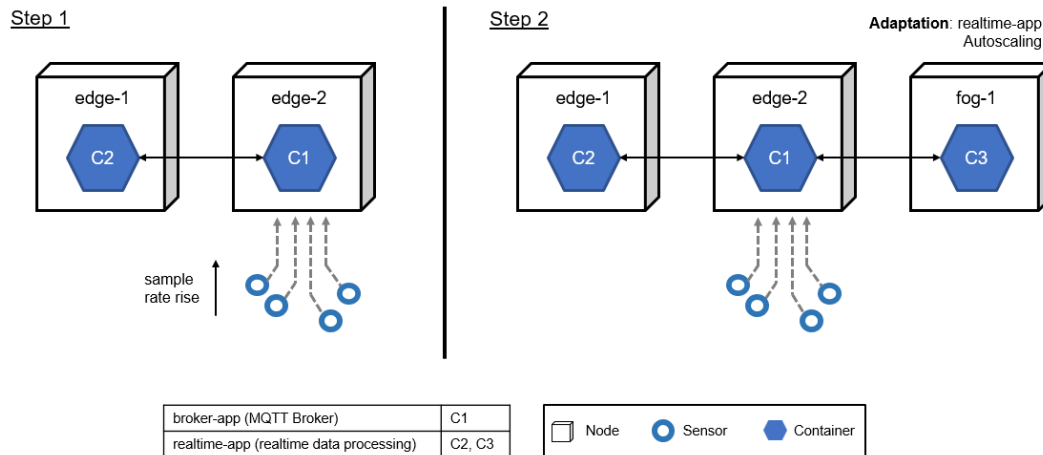 Step 1
edge-1
edge-2
C2
C1
sample
rate rise
Step 2
Adaptation: realtime-app
Autoscaling
edge-1
edge-2
fog-1
C2
C1
C3
broker-app (MQTT Broker) C1
realtime-app (realtime data processing) C2, C3
Node
Sensor
Container